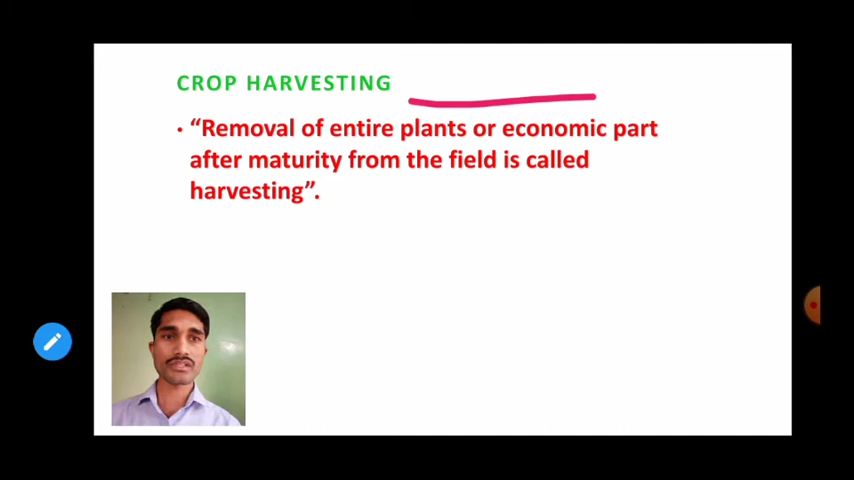 CROP HARVESTING
• “Removal of entire plants or economic part
after maturity from the field is called
harvesting”.